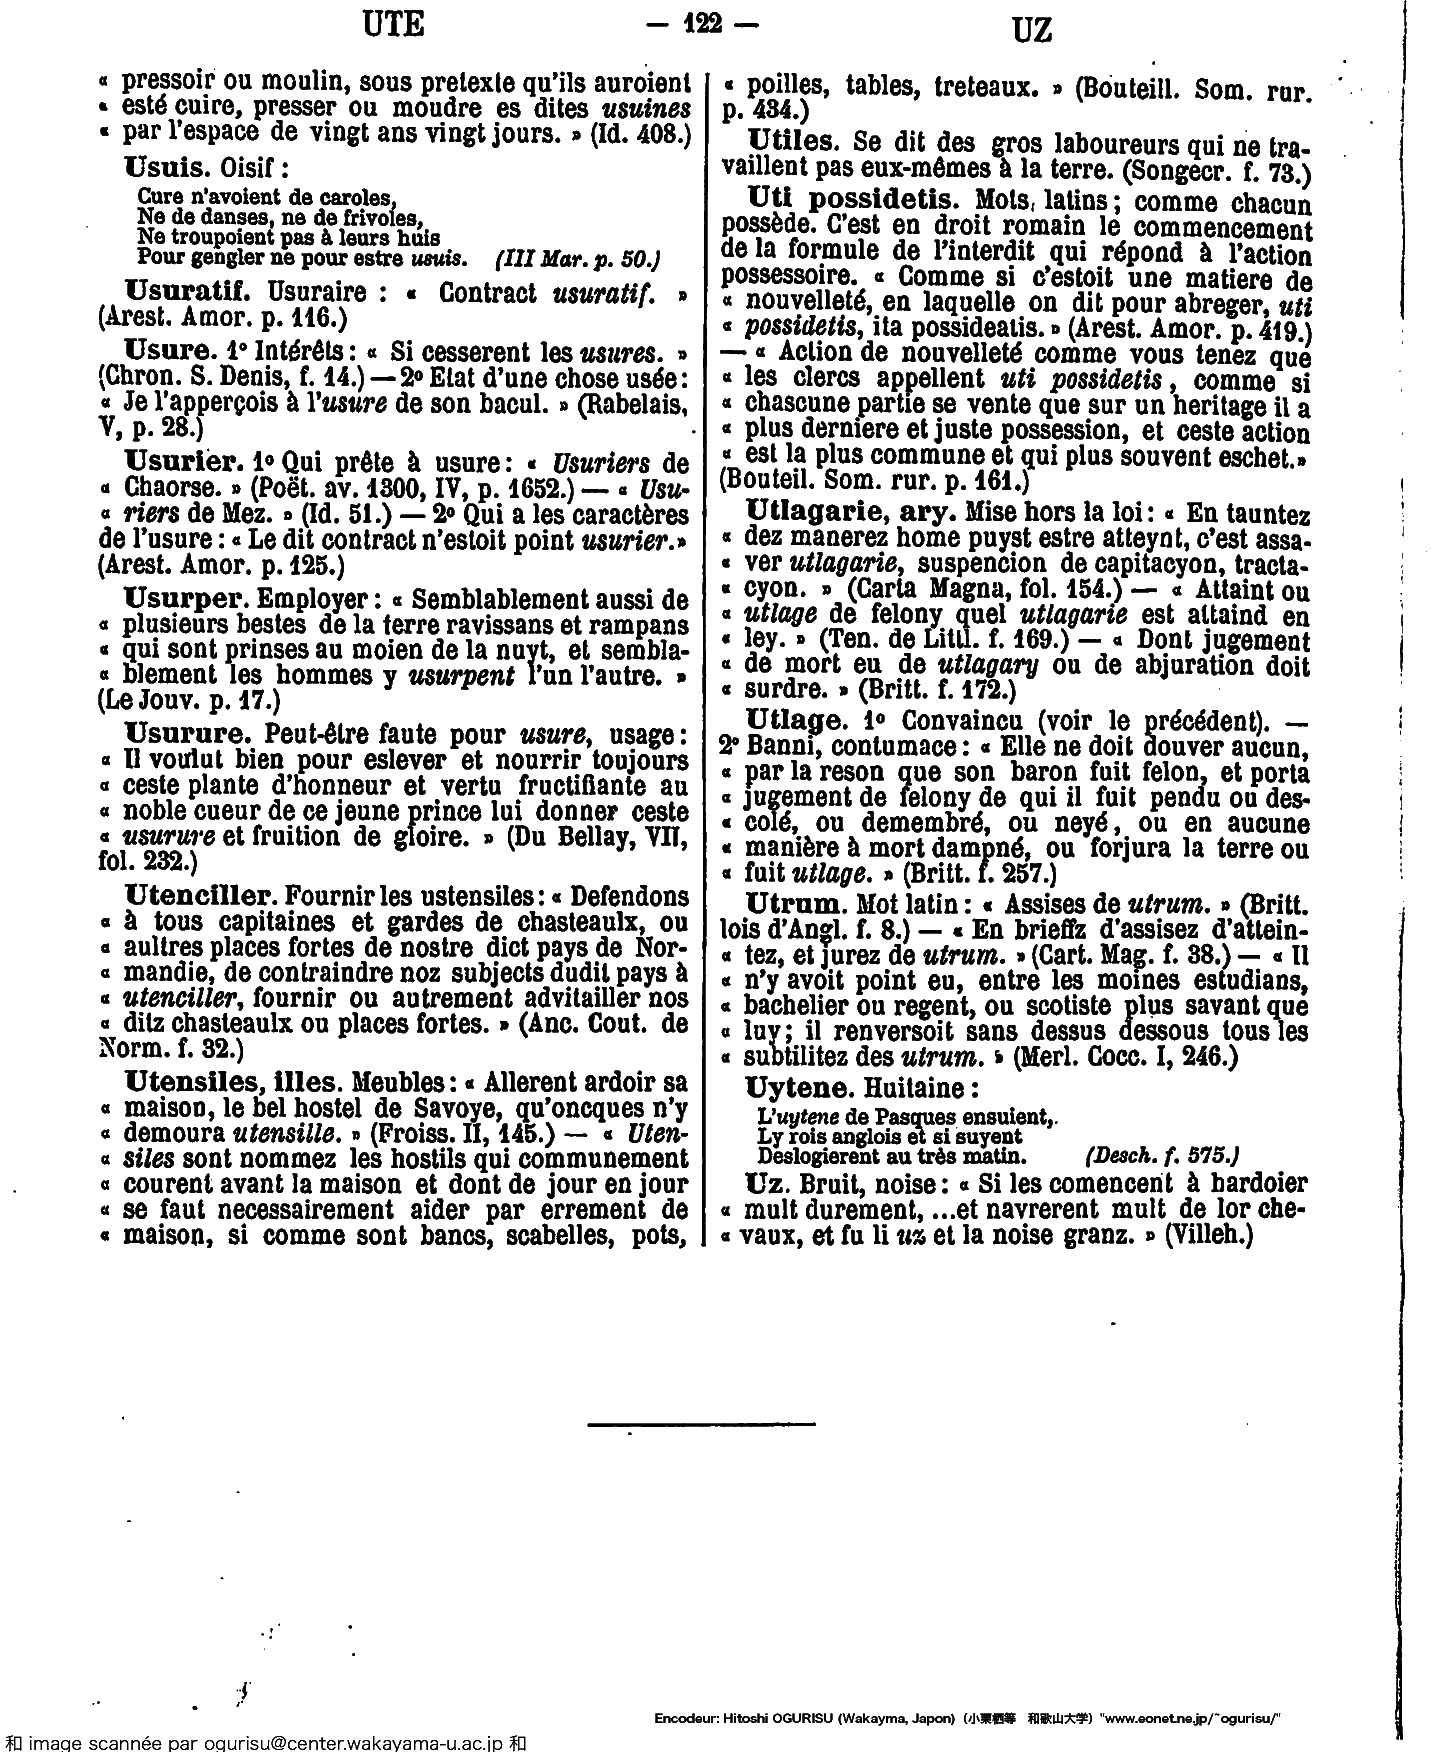 UTE — 122 — UZ
« pressoir ou moulin, sous pretexte qu'ils auroient
« esté cuire, presser ou moudre es dites usuines
« par l'espace de vingt ans vingt jours. » (Id. 408.)
Usuis. Oisif :
Cure n'avoient de caroles,
Ne de danses, ne de frivoles,
Ne troupoient pas à leurs huis
Pour gengler ne pour estre usuis. (III Mar. p. 50.)
Usuratif. Usuraire : « Contract usuratif. »
(Arest. Amor. p. 116.)
Usure. 1º Intérêts : « Si cesserent les usures. »
(Chron. S. Denis, f. 14.) — 2º Etat d'une chose usée :
« Je l'apperçois à l'usure de son bacul. » (Rabelais,
V, p. 28.)
Usurier. 1º Qui prête à usure : « Usuriers de
« Chaorse. » (Poët. av. 1300, IV, p. 1652.) — « Usu-
« riers de Mez. » (Id. 51.) — 2º Qui a les caractères
de l'usure : « Le dit contract n'estoit point usurier.»
(Arest. Amor. p. 125.)
Usurper. Employer : « Semblablement aussi de
« plusieurs bestes de la terre ravissans et rampans
« qui sont prinses au moien de la nuyt, et sembla-
« blement les hommes y usurpent l'un l'autre. »
(Le Jouv. p. 17.)
Usurure. Peut-être faute pour usure, usage :
« Il voulut bien pour eslever et nourrir toujours
« ceste plante d'honneur et vertu fructifiante au
« noble cueur de ce jeune prince lui donner ceste
« usurure et fruition de gloire. » (Du Bellay, VII,
fol. 232.)
Utenciller. Fournir les ustensiles : « Defendons
« à tous capitaines et gardes de chasteaulx, ou
« aultres places fortes de nostre dict pays de Nor-
« mandie, de contraindre noz subjects dudit pays à
« utenciller, fournir ou autrement advitailler nos
« ditz chasteaulx ou places fortes. » (Anc. Cout. de
Norm. f. 32.)
Utensiles, illes. Meubles : « Allerent ardoir sa
« maison, le bel hostel de Savoye, qu'oncques n'y
« demoura utensille. » (Froiss. II, 145.) — « Uten-
« siles sont nommez les hostils qui communement
« courent avant la maison et dont de jour en jour
« se faut necessairement aider par errement de
« maison, si comme sont bancs, scabelles, pots,
« poilles, tables, treteaux. » (Bouteill. Som. rur.
p. 434.)
Utiles. Se dit des gros laboureurs qui ne tra-
vaillent pas eux-mêmes à la terre. (Songecr. f. 73.)
Uti possidetis. Mots latins ; comme chacun
possède. C'est en droit romain le commencement
de la formule de l'interdit qui répond à l'action
possessoire. « Comme si c'estoit une matiere de
« nouvelleté, en laquelle on dit pour abreger, uti
« possidetis, ita possideatis. » (Arest. Amor. p. 419.)
— « Action de nouvelleté comme vous tenez que
« les clercs appellent uti possidetis, comme si
« chascune partie se vente que sur un heritage il a
« plus derniere et juste possession, et ceste action
« est la plus commune et qui plus souvent eschet.»
(Bouteil. Som. rur. p. 161.)
Utlagarie, ary. Mise hors la loi : « En tauntez
« dez manerez home puyst estre atteynt, c'est assa-
« ver utlagarie, suspencion de capitacyon, tracta-
« cyon. » (Carta Magna, fol. 154.) — « Attaint ou
« utlage de felony quel utlagarie est attaind en
« ley. » (Ten. de Littl. f. 169.) — « Dont jugement
« de mort eu de utlagary ou de abjuration doit
« surdre. » (Britt. f. 172.)
Utlage. 1º Convaincu (voir le précédent). —
2º Banni, contumace : « Elle ne doit douver aucun,
« par la reson que son baron fuit felon, et porta
« jugement de felony de qui il fuit pendu ou des-
« colé, ou demembré, ou neyé, ou en aucune
« manière à mort dampné, ou forjura la terre ou
« fuit utlage. » (Britt. f. 257.)
Utrum. Mot latin : « Assises de utrum. » (Britt.
lois d'Angl. f. 8.) — « En brieffz d'assisez d'attein-
« tez, et jurez de utrum. » (Cart. Mag. f. 38.) — « Il
« n'y avoit point eu, entre les moines estudians,
« bachelier ou regent, ou scotiste plus savant que
« luy ; il renversoit sans dessus dessous tous les
« subtilitez des utrum. » (Merl. Cocc. I, 246.)
Uytene. Huitaine :
L'uytene de Pasques ensuient,
Ly rois anglois et si suyent
Deslogierent au très matin. (Desch. f. 575.)
Uz. Bruit, noise : « Si les comencent à hardoier
« mult durement, ...et navrerent mult de lor che-
« vaux, et fu li uz et la noise granz. » (Villeh.)
Encodeur: Hitoshi OGURISU (Wakayma, Japon) (小栗栖等 和歌山大学) "www.eonet.ne.jp/~ogurisu/"
和 image scannée par ogurisu@center.wakayama-u.ac.jp 和